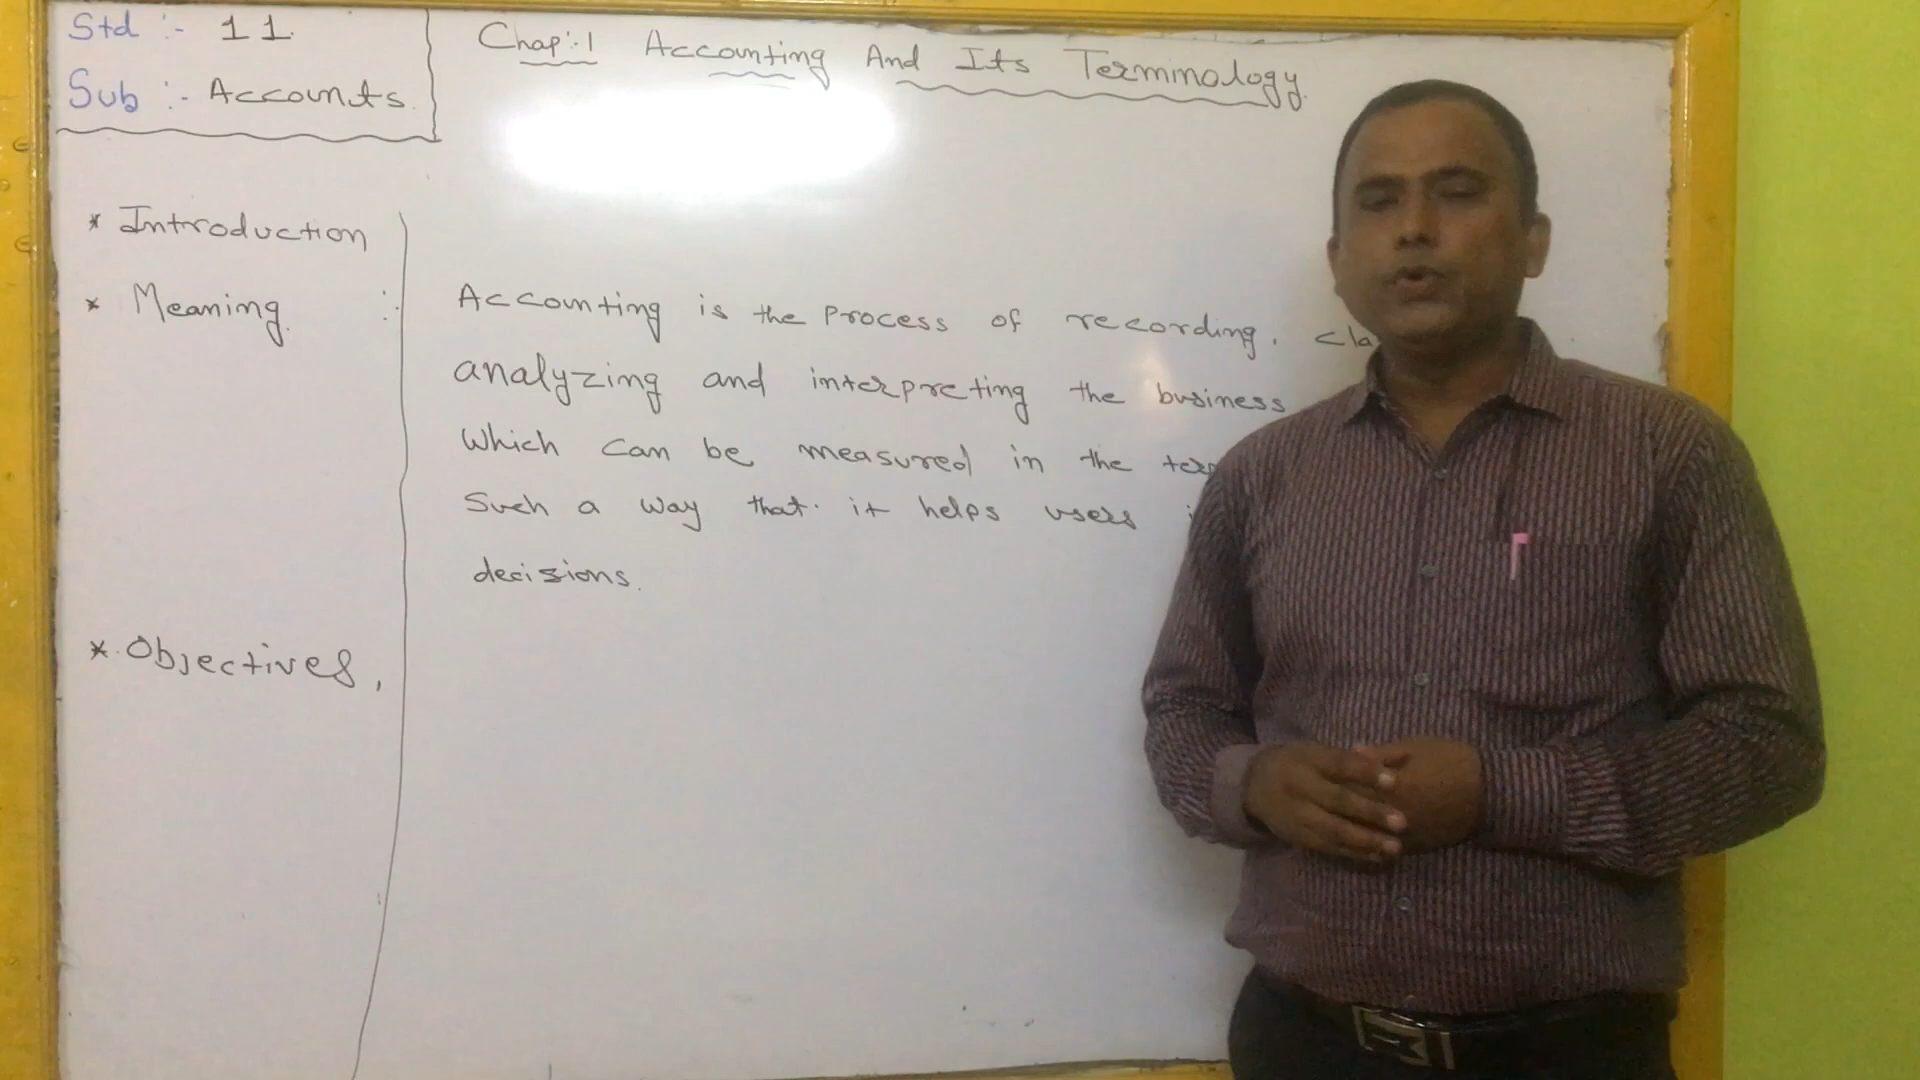 Std :- 11.
Sub :- Accounts.
Chap:-1 Accounting And Its Terminology.
* Introduction
* Meaning :-
Accounting is the process of recording, cla
analyzing and interpreting the business
which can be measured in the ter
Such a way that it helps users i
decisions.
* Objectives,